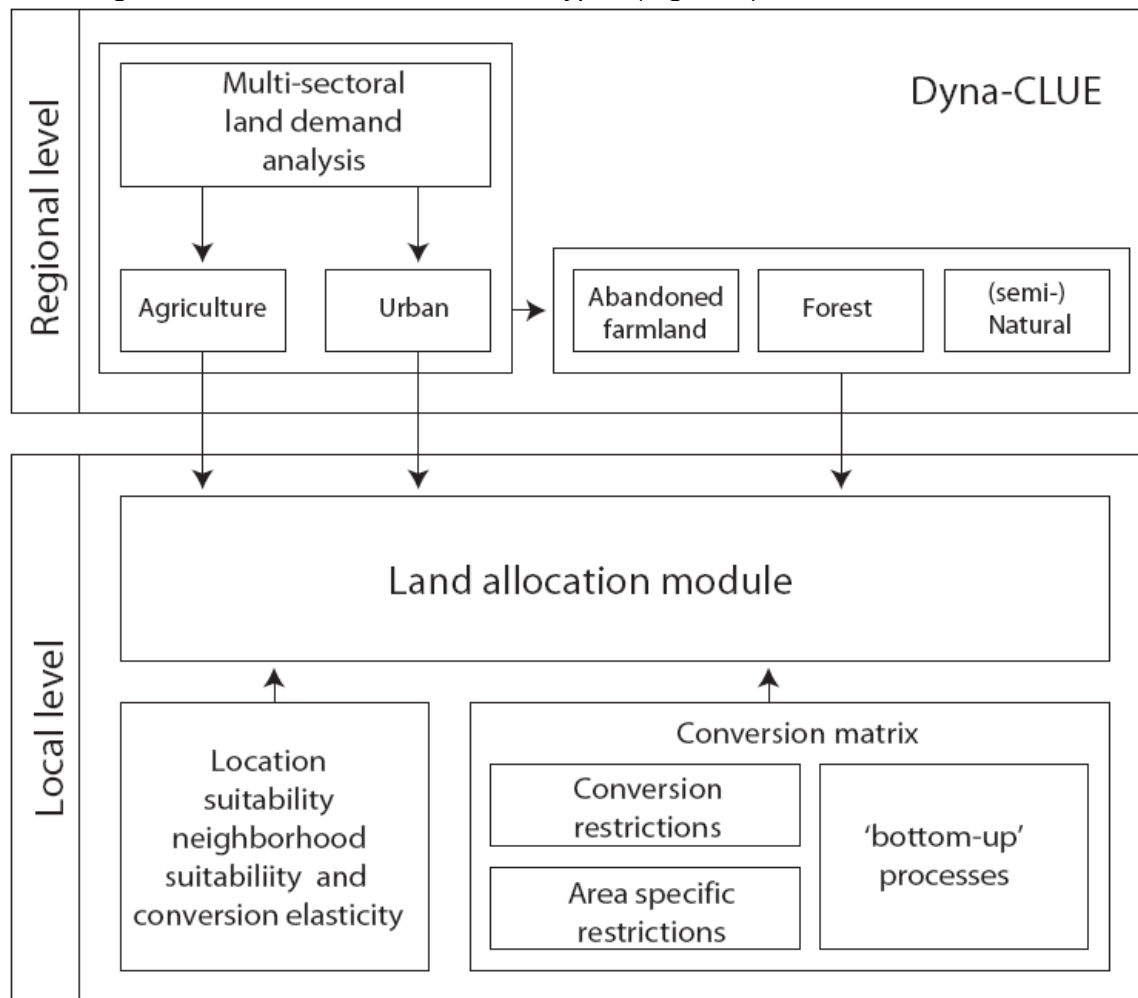 Regional level
Dyna-CLUE
Multi-sectoral
land demand
analysis
Agriculture
Urban
Abandoned
farmland
Forest
(semi-)
Natural
Local level
Land allocation module
Location
suitability
neighborhood
suitabiliity and
conversion elasticity
Conversion matrix
Conversion
restrictions
Area specific
restrictions
'bottom-up'
processes